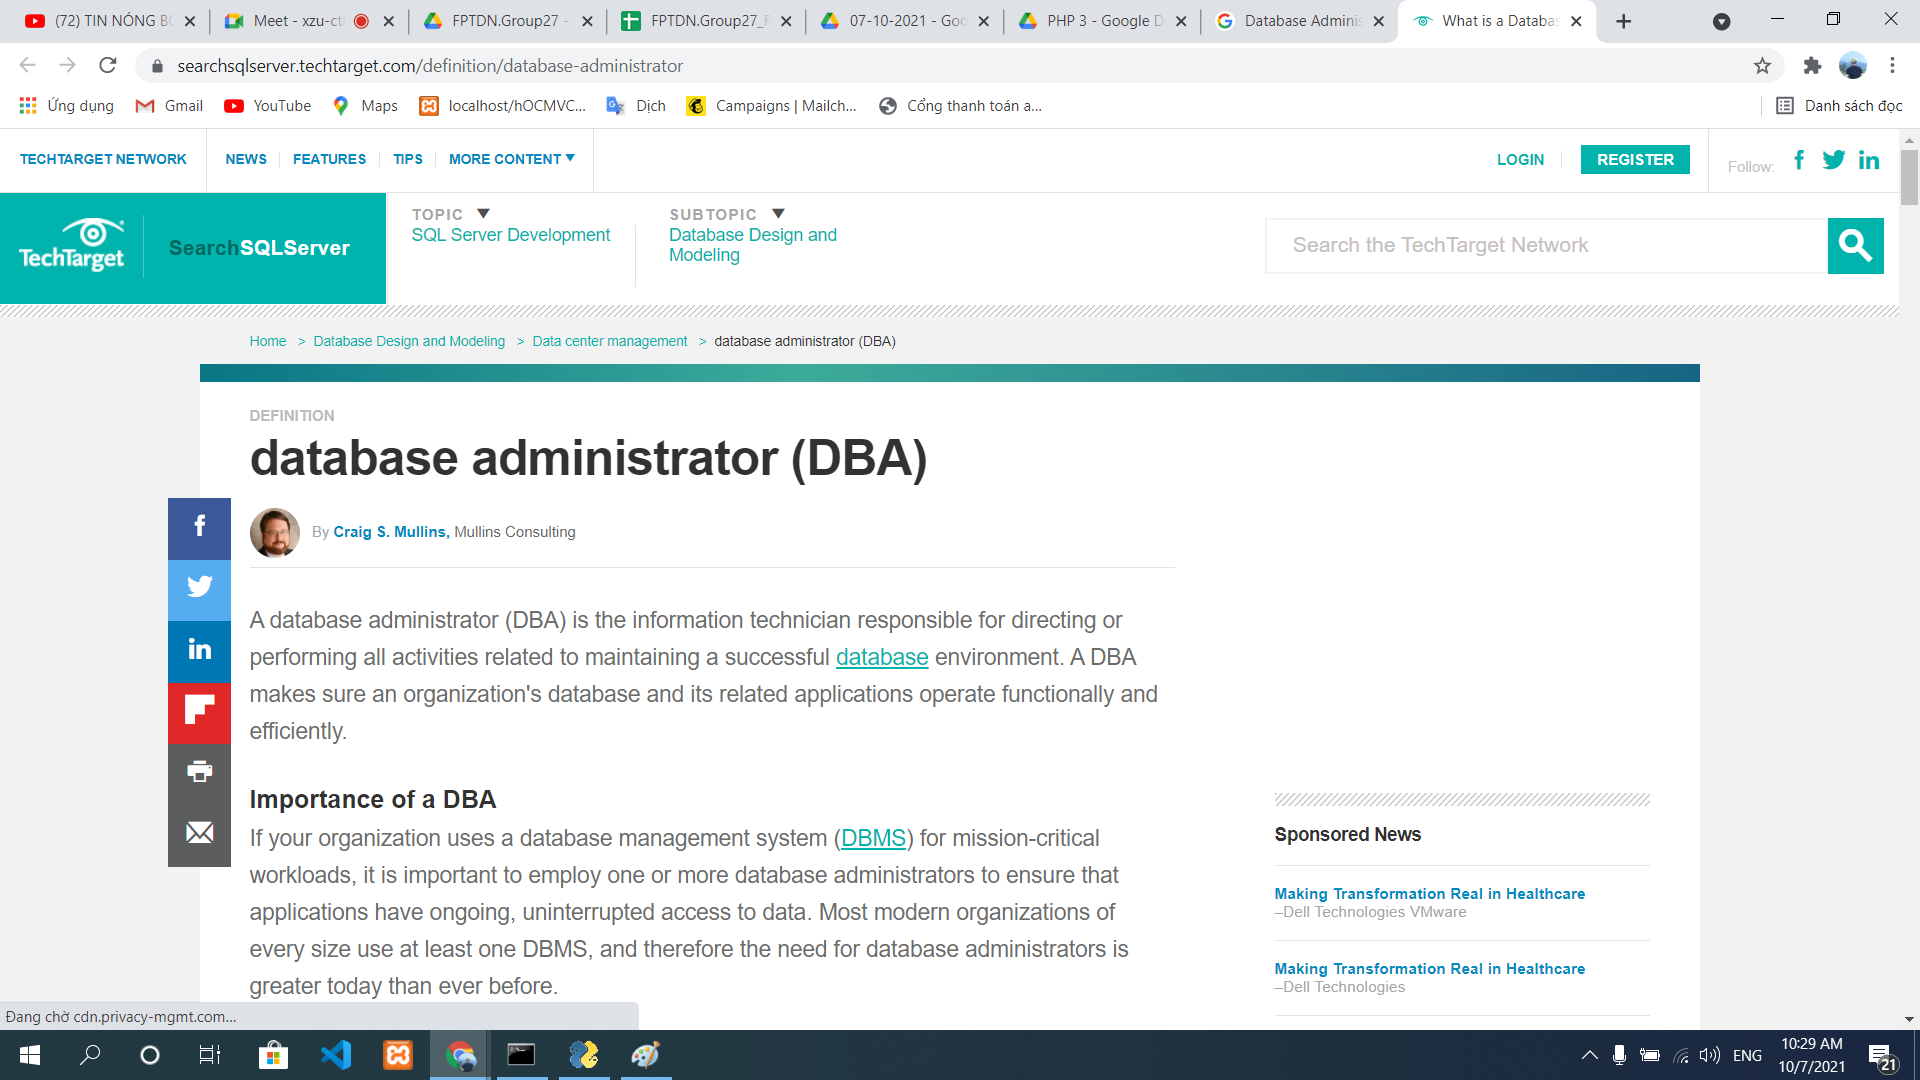 (72) TIN NÓNG BC
Meet - xzu-ct
FPTDN.Group27 -
FPTDN.Group27_F
07-10-2021 - Goo
PHP 3 - Google D
Database Adminis
What is a Databas
searchsqlserver.techtarget.com/definition/database-administrator
Ứng dụng
Gmail
YouTube
Maps
localhost/hOCMVC...
Dịch
Campaigns | Mailch...
Cổng thanh toán a...
Danh sách đọc
TECHTARGET NETWORK
NEWS
FEATURES
TIPS
MORE CONTENT
LOGIN
REGISTER
Follow:
TechTarget
SearchSQLServer
TOPIC
SQL Server Development
SUBTOPIC
Database Design and
Modeling
Search the TechTarget Network
Home > Database Design and Modeling > Data center management > database administrator (DBA)
DEFINITION
database administrator (DBA)
By Craig S. Mullins, Mullins Consulting
A database administrator (DBA) is the information technician responsible for directing or
performing all activities related to maintaining a successful database environment. A DBA
makes sure an organization's database and its related applications operate functionally and
efficiently.
Importance of a DBA
If your organization uses a database management system (DBMS) for mission-critical
workloads, it is important to employ one or more database administrators to ensure that
applications have ongoing, uninterrupted access to data. Most modern organizations of
every size use at least one DBMS, and therefore the need for database administrators is
greater today than ever before.
Sponsored News
Making Transformation Real in Healthcare
–Dell Technologies VMware
Making Transformation Real in Healthcare
–Dell Technologies
Đang chờ cdn.privacy-mgmt.com...
ENG
10:29 AM
10/7/2021
21